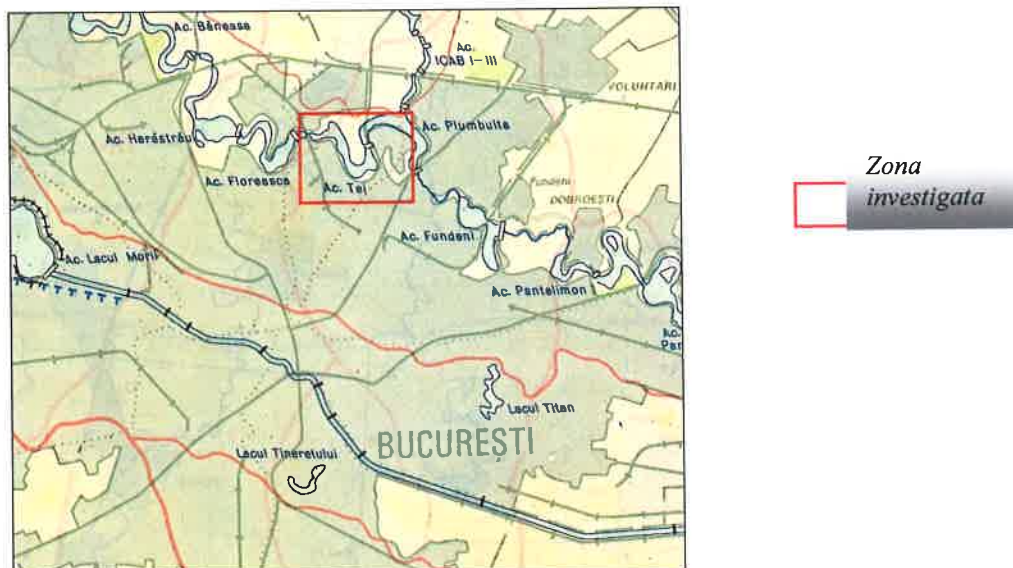 Ac. Băneasa
Ac.
ICAB I-III
VOLUNTARI
Ac. Herăstrău
Ac. Plumbuita
Ac. Floreasca
Ac. Tei
Fundeni
DOBROEȘTI
Ac. Fundeni
Ac. Lacul Morii
Ac. Pantelimon
Ac.
Pan
Lacul Titan
BUCUREȘTI
Lacul Tineretului
Zona
investigata